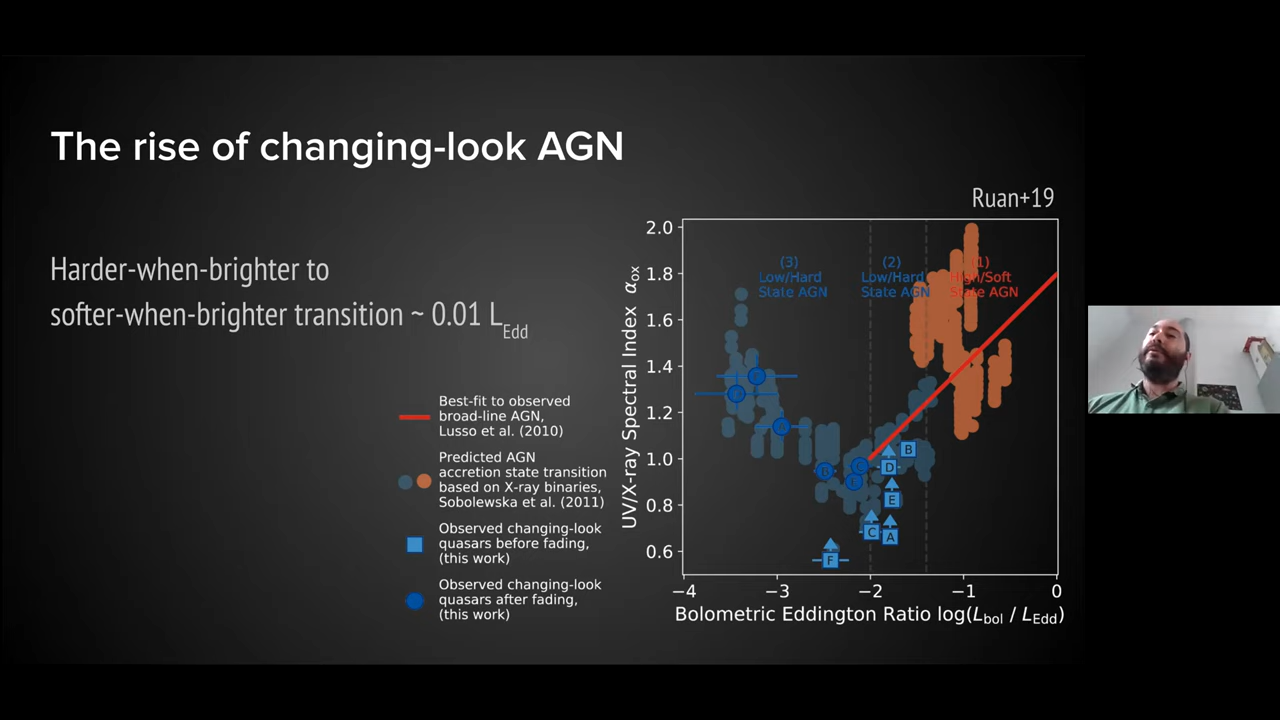 The rise of changing-look AGN
Harder-when-brighter to
softer-when-brighter transition ~ 0.01 L_Edd
Best-fit to observed
broad-line AGN,
Lusso et al. (2010)
Predicted AGN
accretion state transition
based on X-ray binaries,
Sobolewska et al. (2011)
Observed changing-look
quasars before fading,
(this work)
Observed changing-look
quasars after fading,
(this work)
Ruan+19
(3)
Low/Hard
State AGN
(2)
Low/Hard
State AGN
(1)
High/Soft
State AGN
UV/X-ray Spectral Index α_ox
2.0
1.8
1.6
1.4
1.2
1.0
0.8
0.6
B
D
E
C
A
F
−4
−3
−2
−1
0
Bolometric Eddington Ratio log(L_bol / L_Edd)